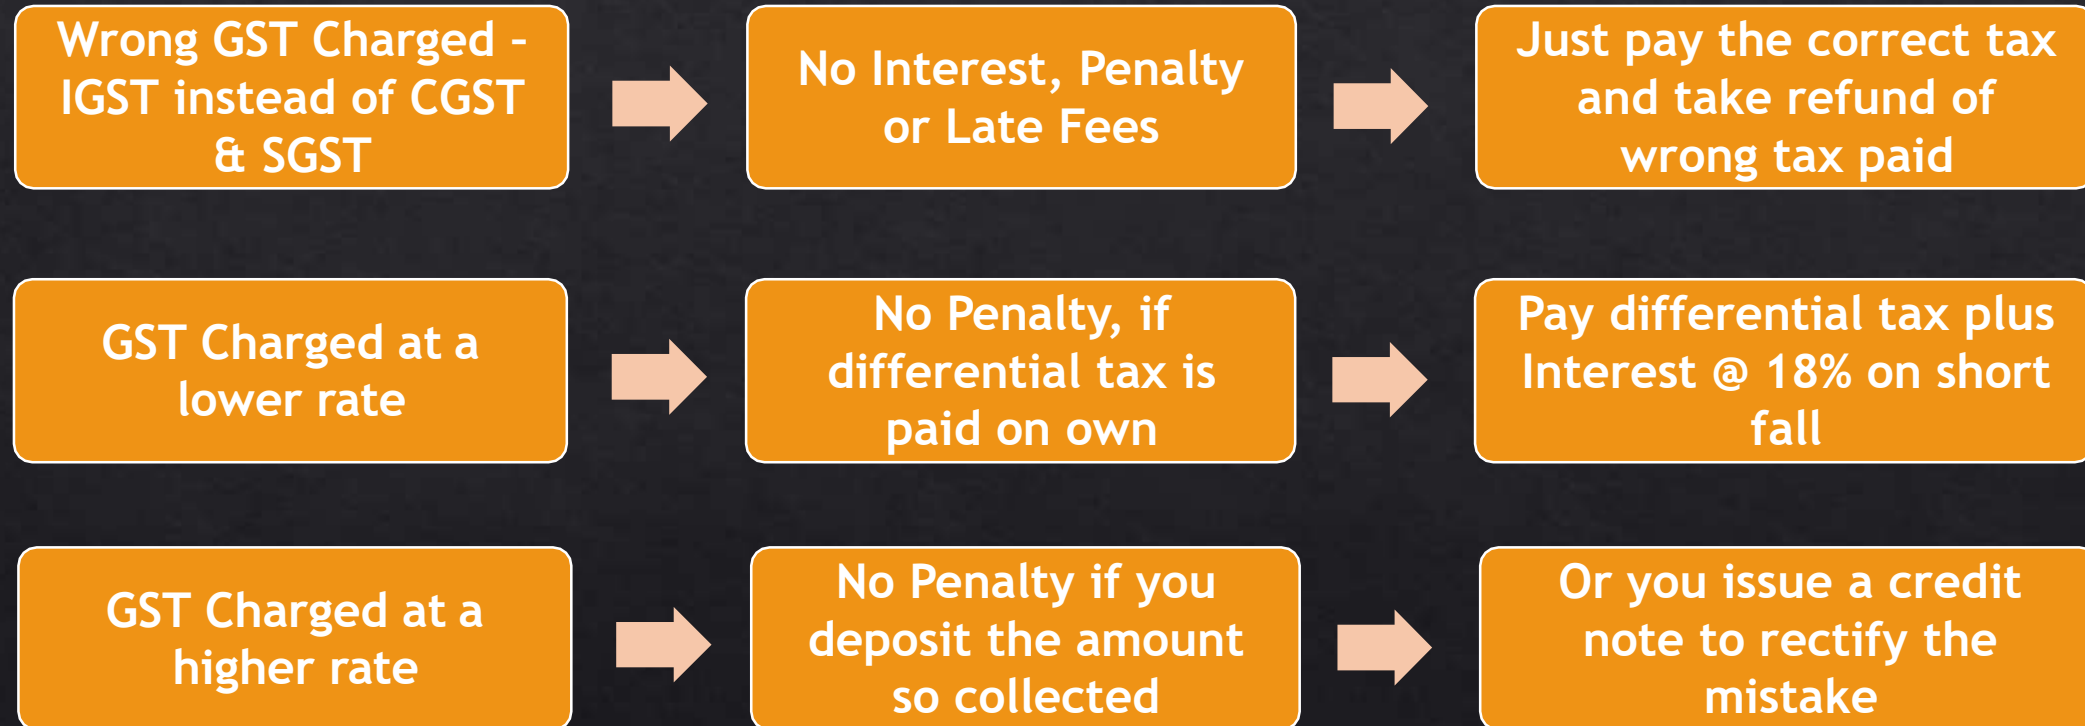 Wrong GST Charged –
IGST instead of CGST
& SGST
No Interest, Penalty
or Late Fees
Just pay the correct tax
and take refund of
wrong tax paid
GST Charged at a
lower rate
No Penalty, if
differential tax is
paid on own
Pay differential tax plus
Interest @ 18% on short
fall
GST Charged at a
higher rate
No Penalty if you
deposit the amount
so collected
Or you issue a credit
note to rectify the
mistake